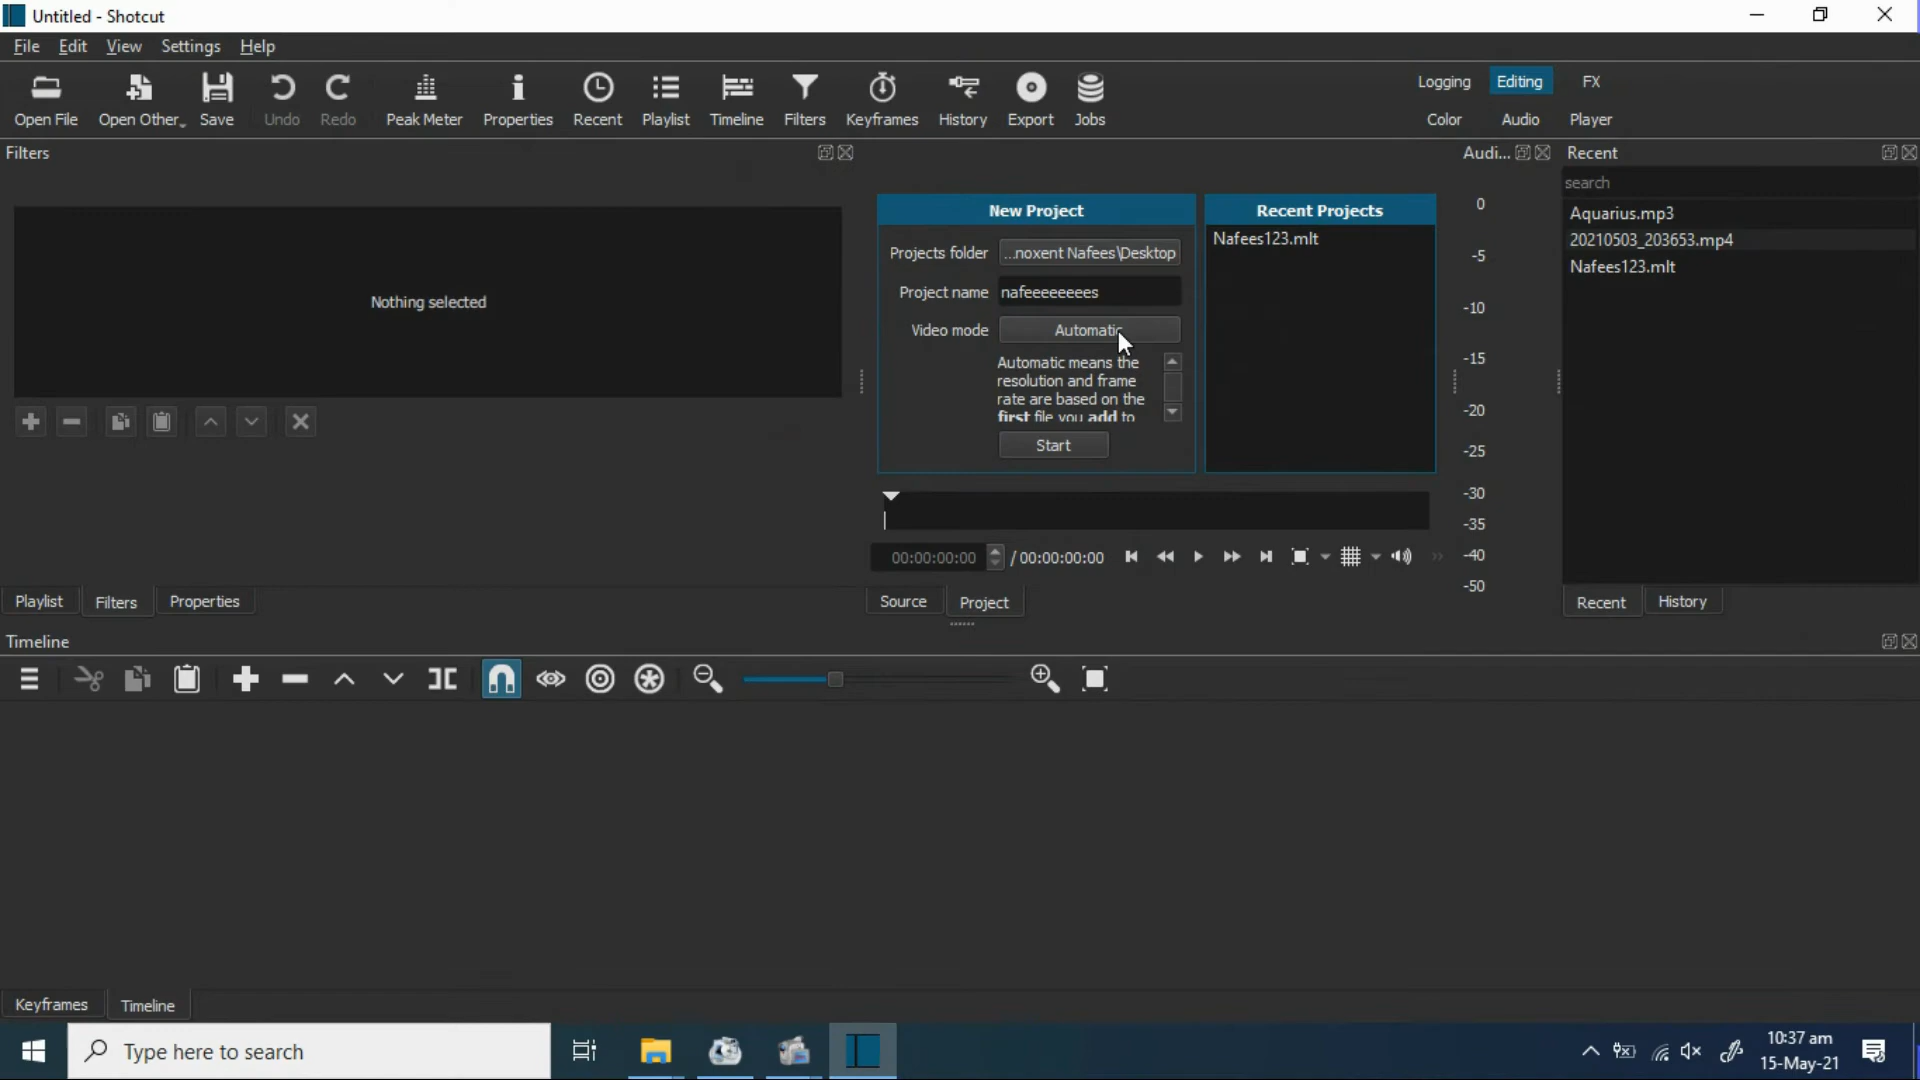 Untitled - Shotcut
File Edit View Settings Help
Open File Open Other Save Undo Redo Peak Meter Properties Recent Playlist Timeline Filters Keyframes History Export Jobs
Logging Editing FX
Color Audio Player
Filters
Nothing selected
Playlist Filters Properties
New Project
Projects folder ...noxent Nafees\Desktop
Project name nafeeeeeeees
Video mode Automatic
Automatic means the
resolution and frame
rate are based on the
first file you add to
Start
Recent Projects
Nafees123.mlt
00:00:00:00 / 00:00:00:00
Source Project
Audi...
0
-5
-10
-15
-20
-25
-30
-35
-40
-50
Recent
search
Aquarius.mp3
20210503_203653.mp4
Nafees123.mlt
Recent History
Timeline
Keyframes Timeline
Type here to search
10:37 am
15-May-21